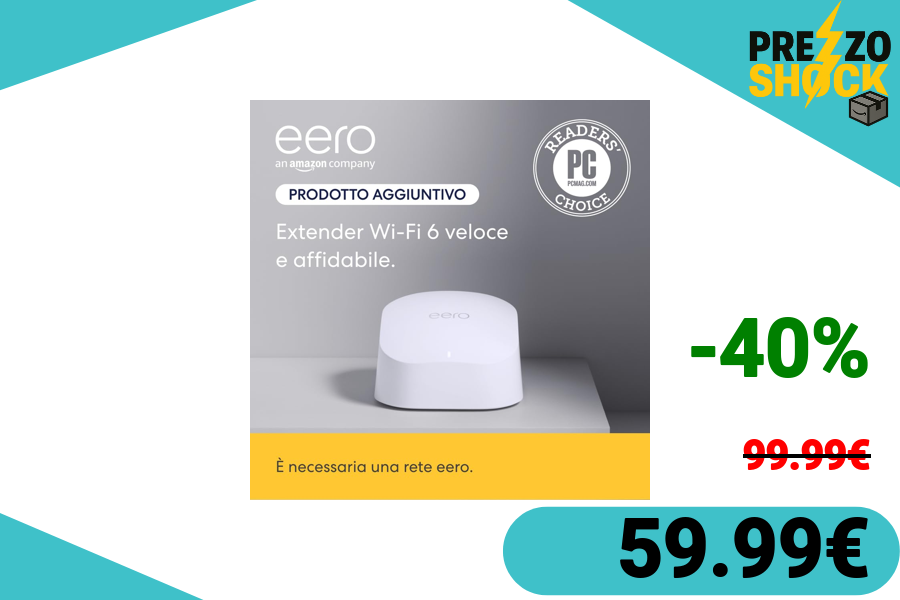 PREZZO
SHOCK
eero
an amazon company
PRODOTTO AGGIUNTIVO
Extender Wi-Fi 6 veloce
e affidabile.
READERS'
PC
PCMAG.COM
CHOICE
eero
È necessaria una rete eero.
-40%
99.99€
59.99€